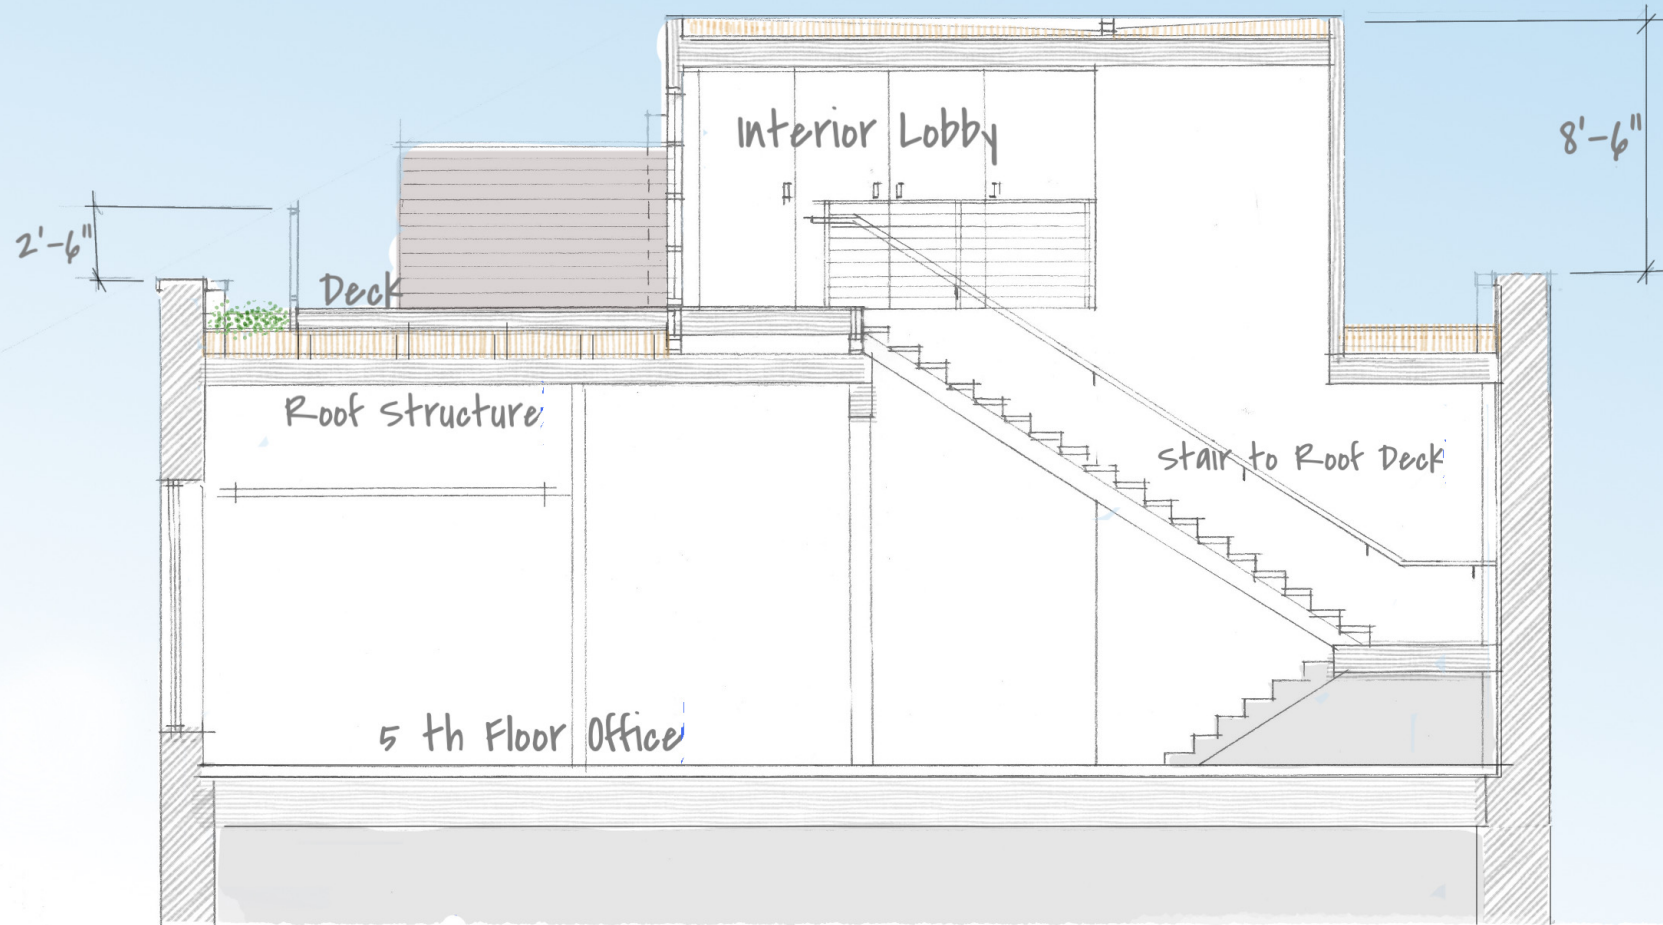 Interior Lobby
8'-6"
2'-6"
Deck
Roof Structure
Stair to Roof Deck
5 th Floor Office